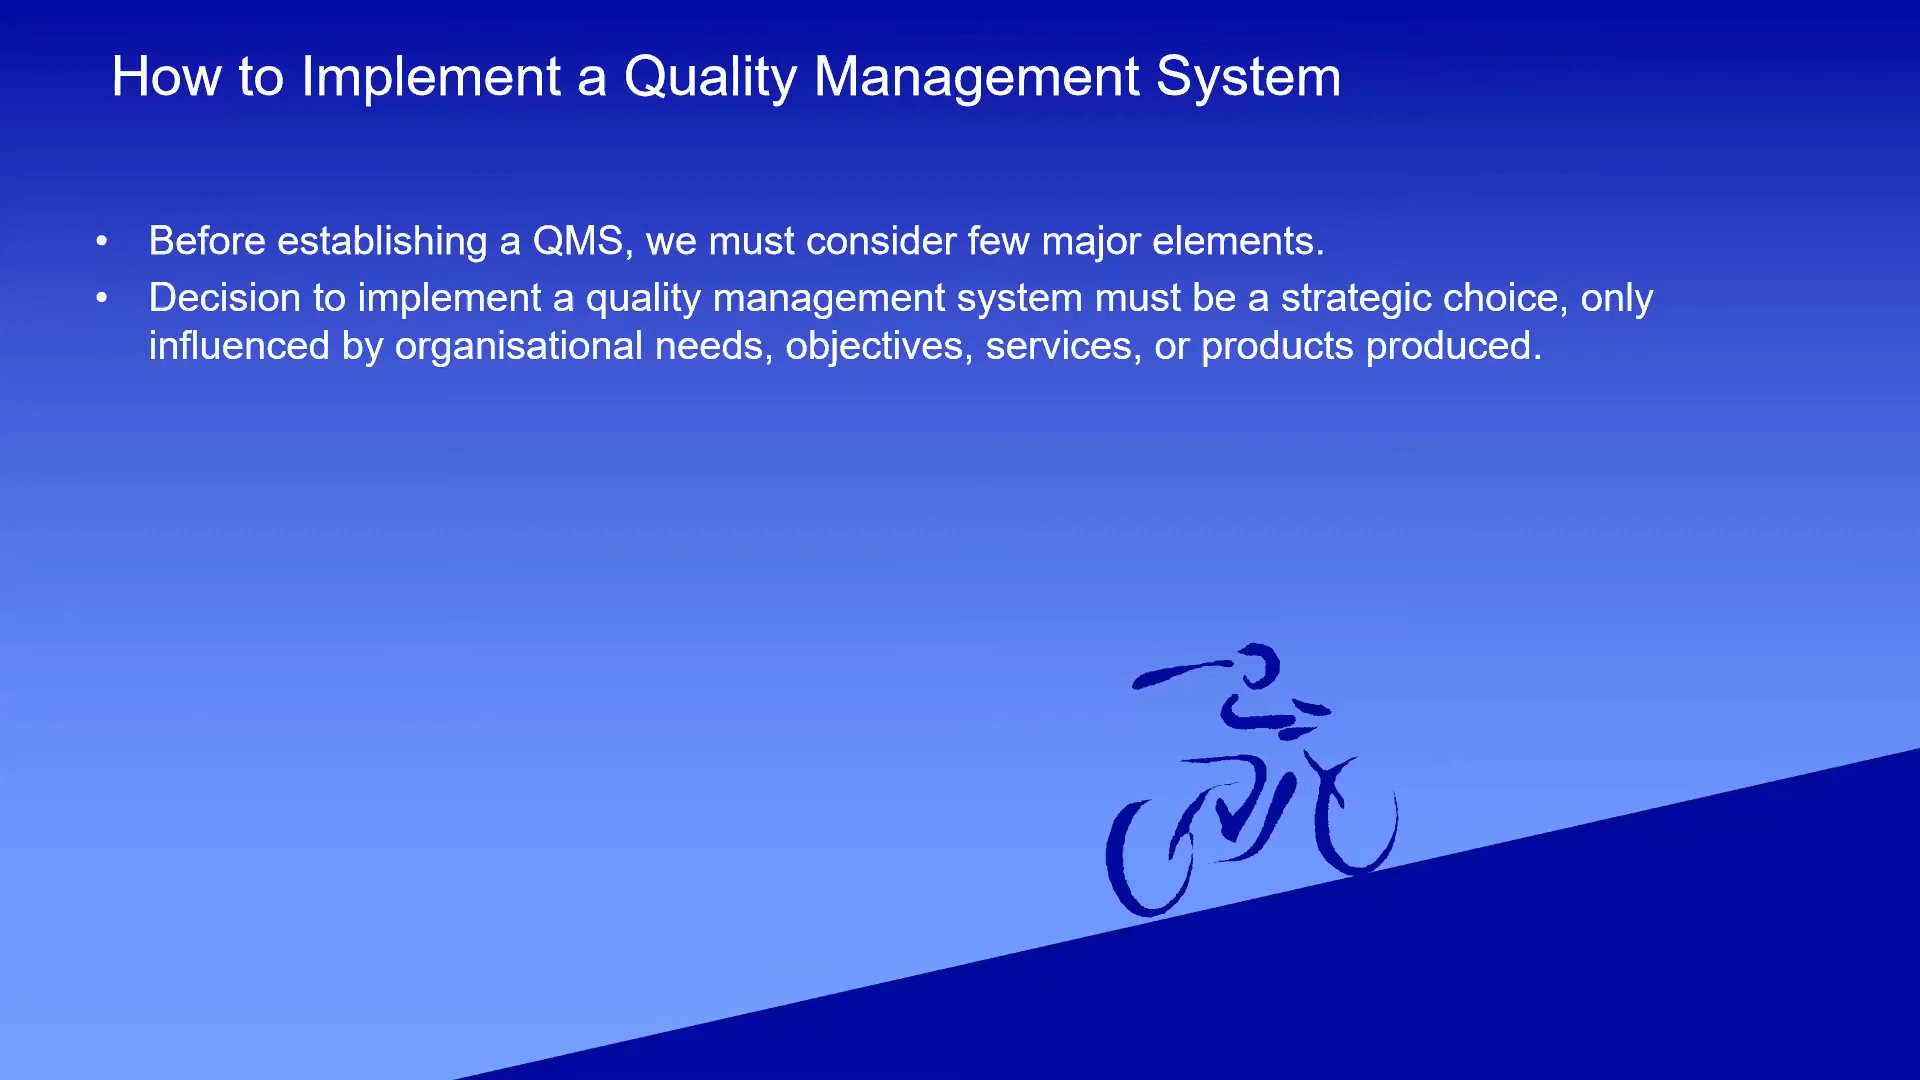 How to Implement a Quality Management System
• Before establishing a QMS, we must consider few major elements.
• Decision to implement a quality management system must be a strategic choice, only
influenced by organisational needs, objectives, services, or products produced.